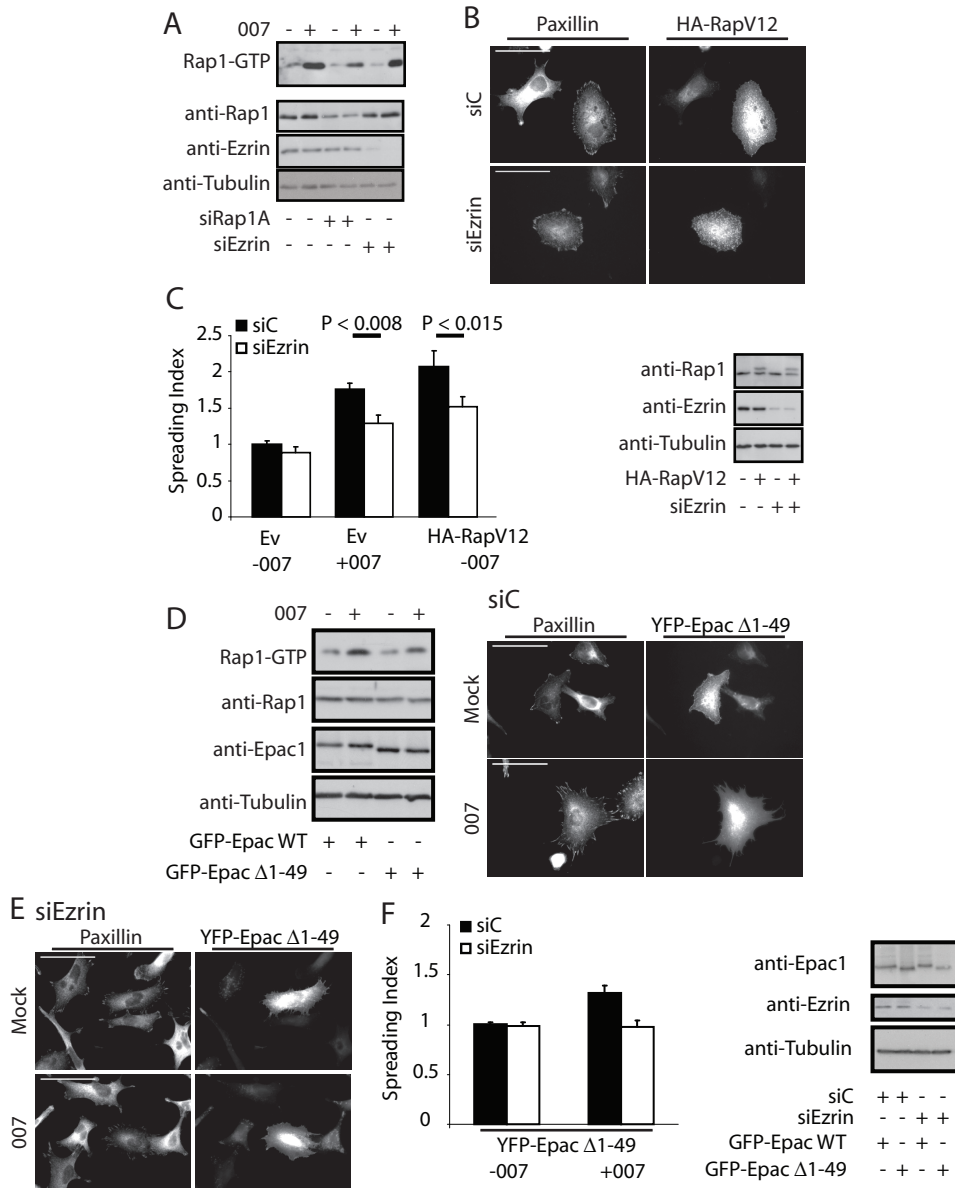 A
007 - + - + - +
Rap1-GTP
anti-Rap1
anti-Ezrin
anti-Tubulin
siRap1A - - + + - -
siEzrin - - - - + +
B
Paxillin HA-RapV12
siC
siEzrin
C
siC
siEzrin
P < 0.008 P < 0.015
Spreading Index
2.5
2
1.5
1
0.5
0
Ev Ev HA-RapV12
-007 +007 -007
anti-Rap1
anti-Ezrin
anti-Tubulin
HA-RapV12 - + - +
siEzrin - - + +
D
007 - + - +
Rap1-GTP
anti-Rap1
anti-Epac1
anti-Tubulin
GFP-Epac WT + + - -
GFP-Epac Δ1-49 - - + +
siC
Paxillin YFP-Epac Δ1-49
Mock
007
E siEzrin
Paxillin YFP-Epac Δ1-49
Mock
007
F
siC
siEzrin
Spreading Index
2
1.5
1
0.5
0
YFP-Epac Δ1-49
-007 +007
anti-Epac1
anti-Ezrin
anti-Tubulin
siC + + - -
siEzrin - - + +
GFP-Epac WT + - + -
GFP-Epac Δ1-49 - + - +